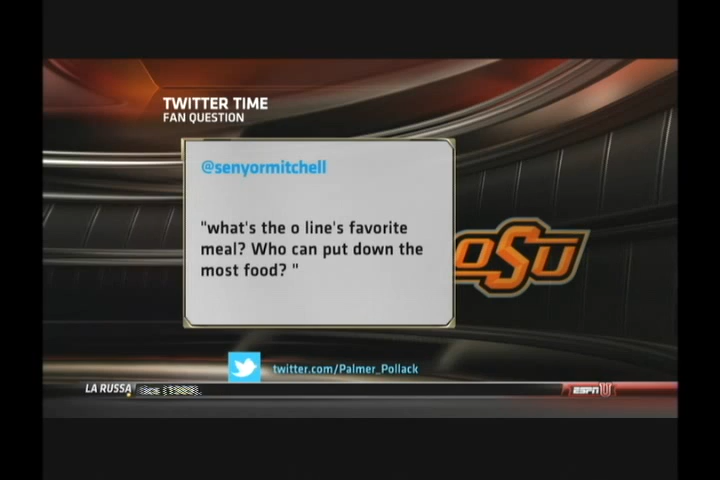 TWITTER TIME
FAN QUESTION
@senyormitchell
"what's the o line's favorite
meal? Who can put down the
most food? "
OSU
twitter.com/Palmer_Pollack
LA RUSSA
ESPN U